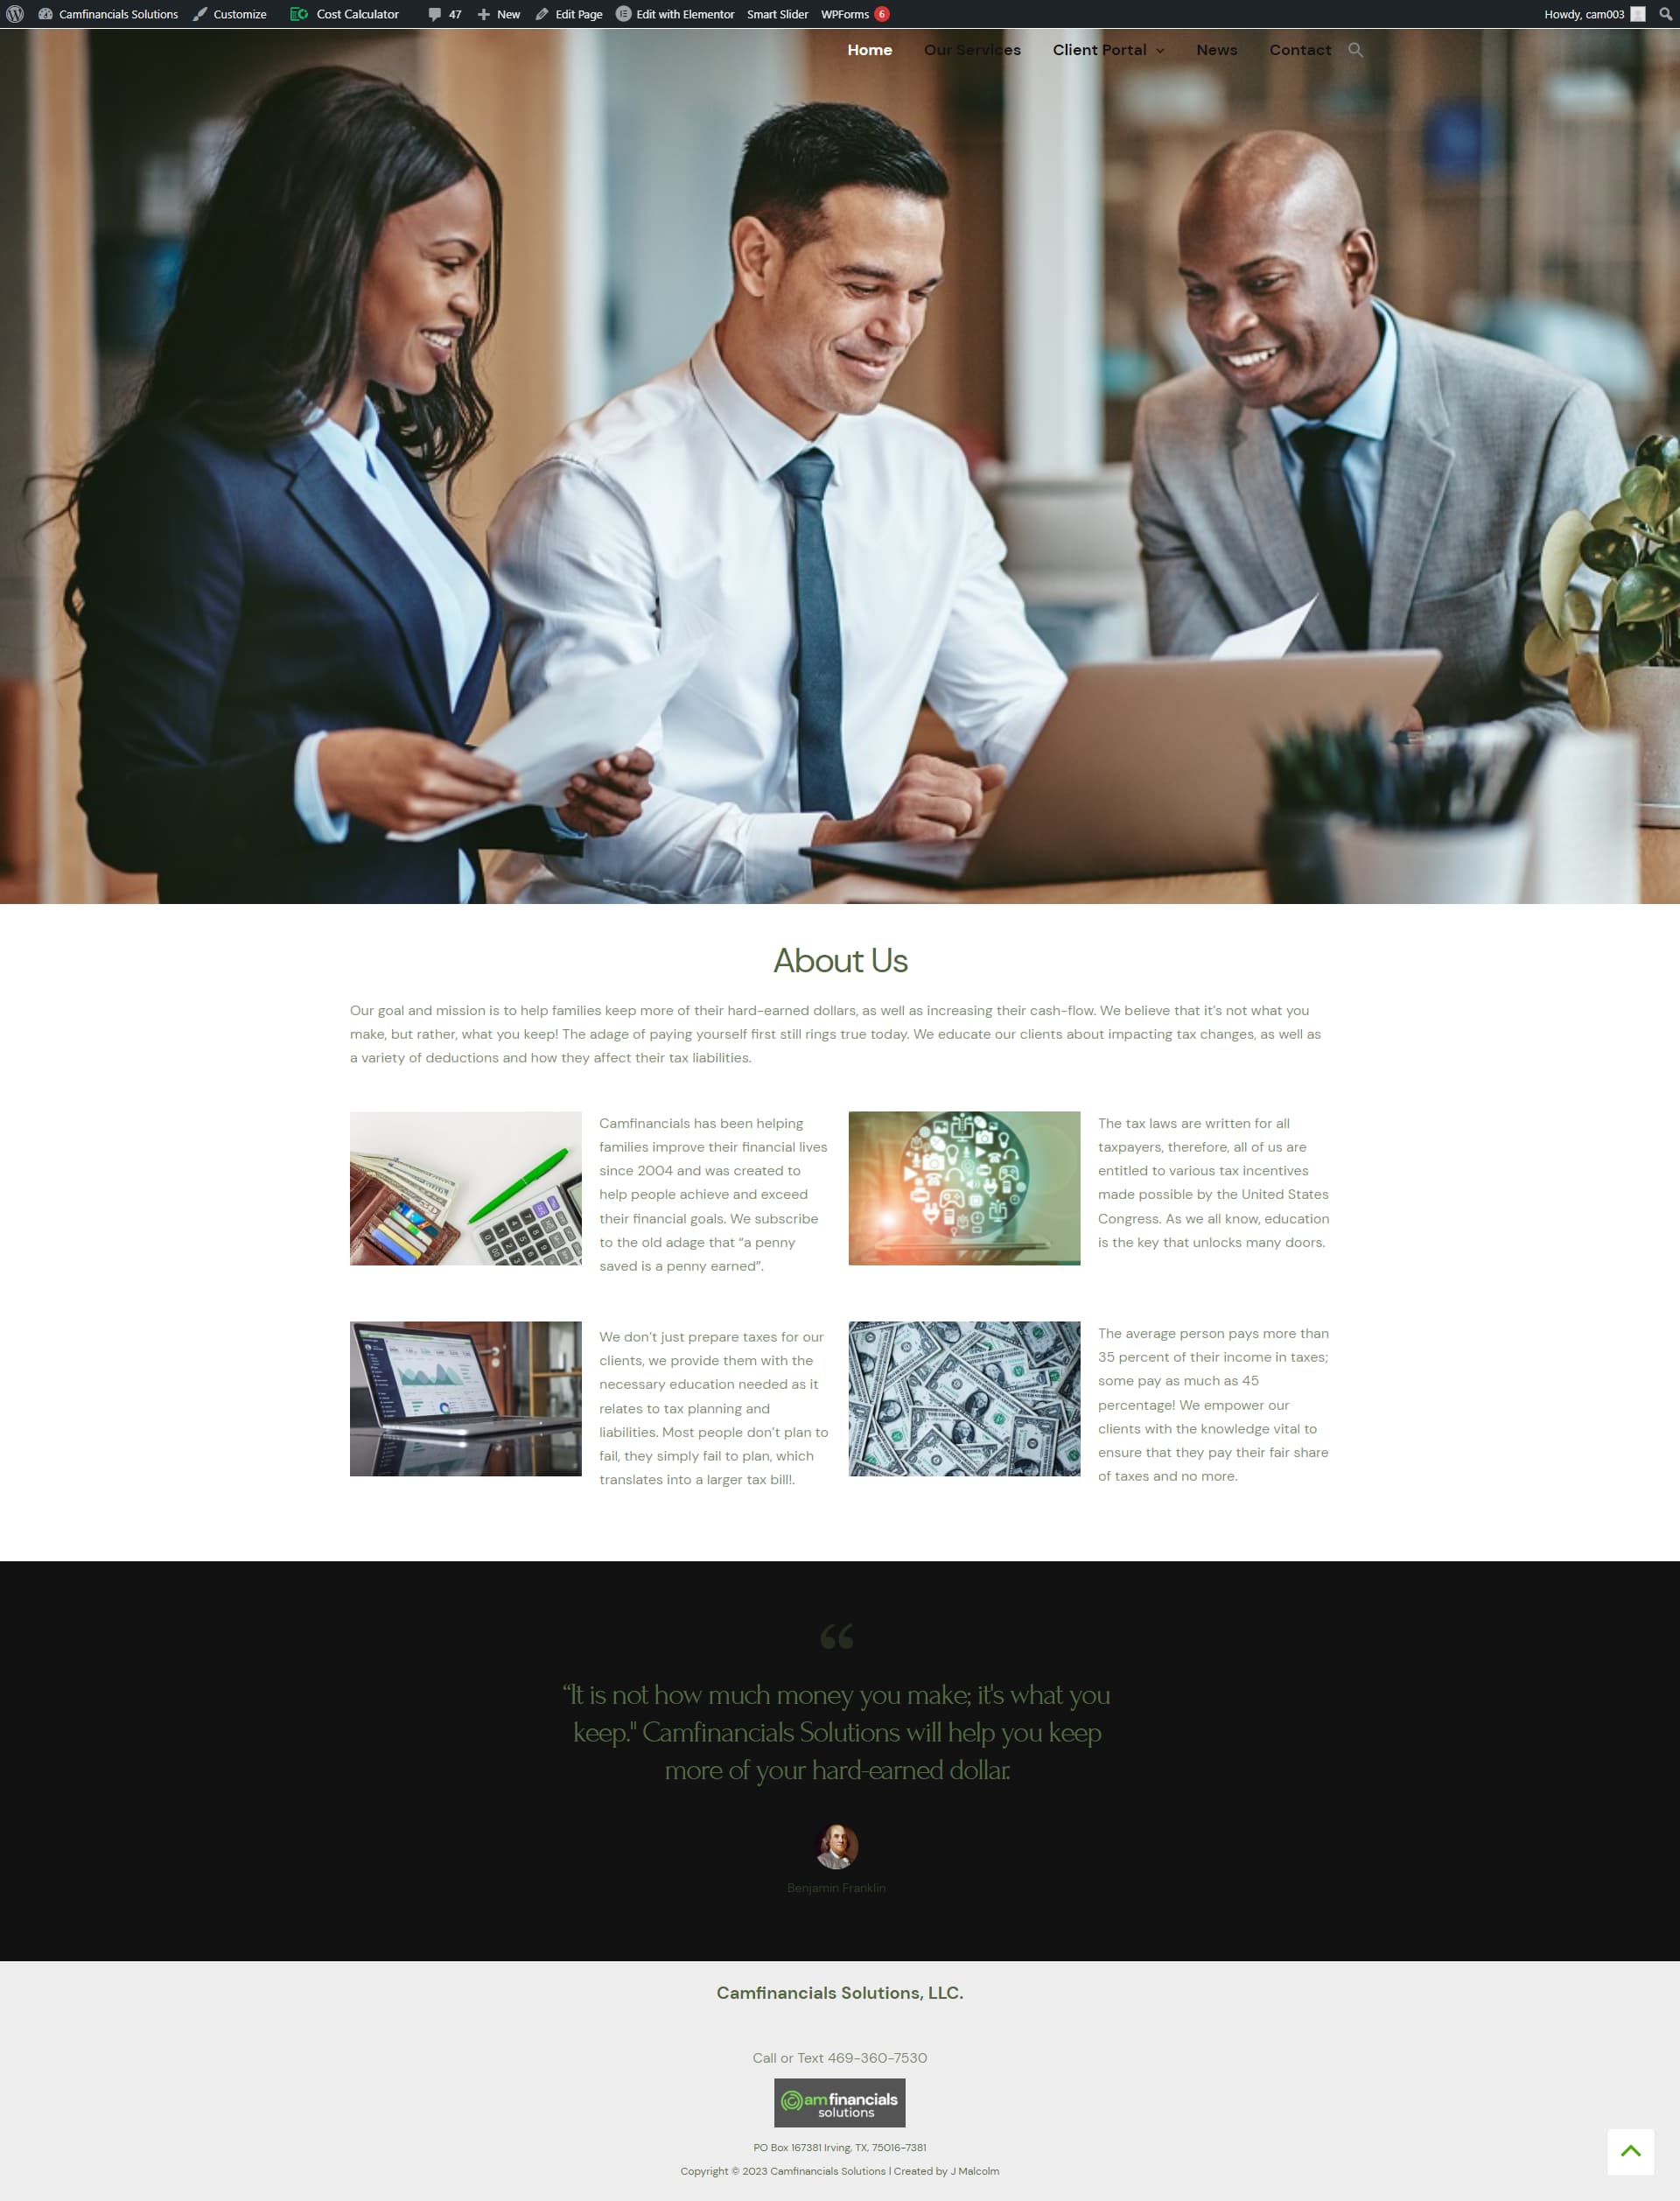 Camfinancials Solutions Customize Cost Calculator 47 New Edit Page Edit with Elementor Smart Slider WPForms 6 Howdy, cam003
Home Our Services Client Portal News Contact
About Us
Our goal and mission is to help families keep more of their hard-earned dollars, as well as increasing their cash-flow. We believe that it’s not what you
make, but rather, what you keep! The adage of paying yourself first still rings true today. We educate our clients about impacting tax changes, as well as
a variety of deductions and how they affect their tax liabilities.
Camfinancials has been helping
families improve their financial lives
since 2004 and was created to
help people achieve and exceed
their financial goals. We subscribe
to the old adage that “a penny
saved is a penny earned”.
The tax laws are written for all
taxpayers, therefore, all of us are
entitled to various tax incentives
made possible by the United States
Congress. As we all know, education
is the key that unlocks many doors.
We don’t just prepare taxes for our
clients, we provide them with the
necessary education needed as it
relates to tax planning and
liabilities. Most people don’t plan to
fail, they simply fail to plan, which
translates into a larger tax bill!.
The average person pays more than
35 percent of their income in taxes;
some pay as much as 45
percentage! We empower our
clients with the knowledge vital to
ensure that they pay their fair share
of taxes and no more.
“It is not how much money you make; it's what you
keep." Camfinancials Solutions will help you keep
more of your hard-earned dollar.
Benjamin Franklin
Camfinancials Solutions, LLC.
Call or Text 469-360-7530
amfinancials
solutions
PO Box 167381 Irving, TX, 75016-7381
Copyright © 2023 Camfinancials Solutions | Created by J Malcolm